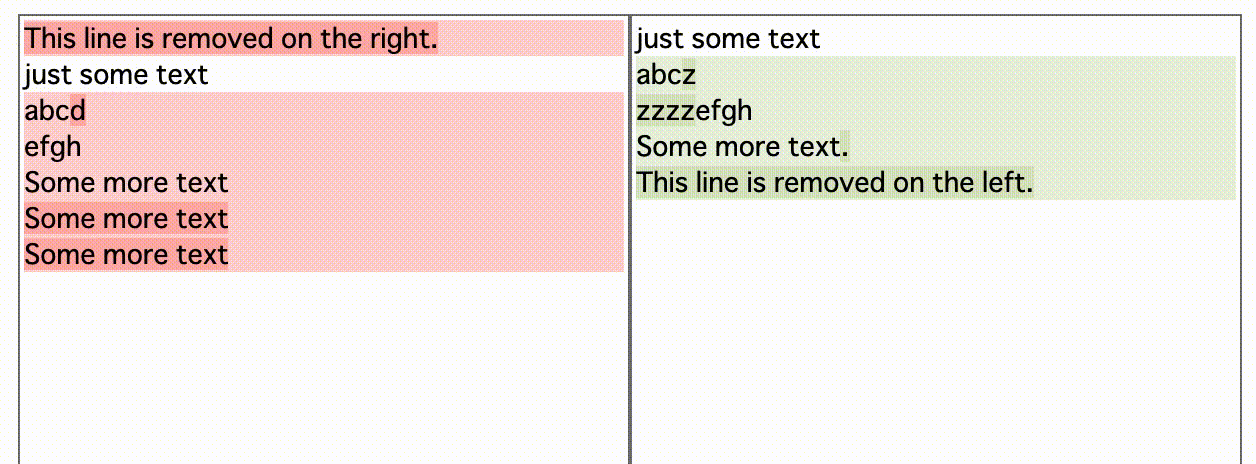 This line is removed on the right.
just some text
abcd
efgh
Some more text
Some more text
Some more text
just some text
abcz
zzzzefgh
Some more text.
This line is removed on the left.